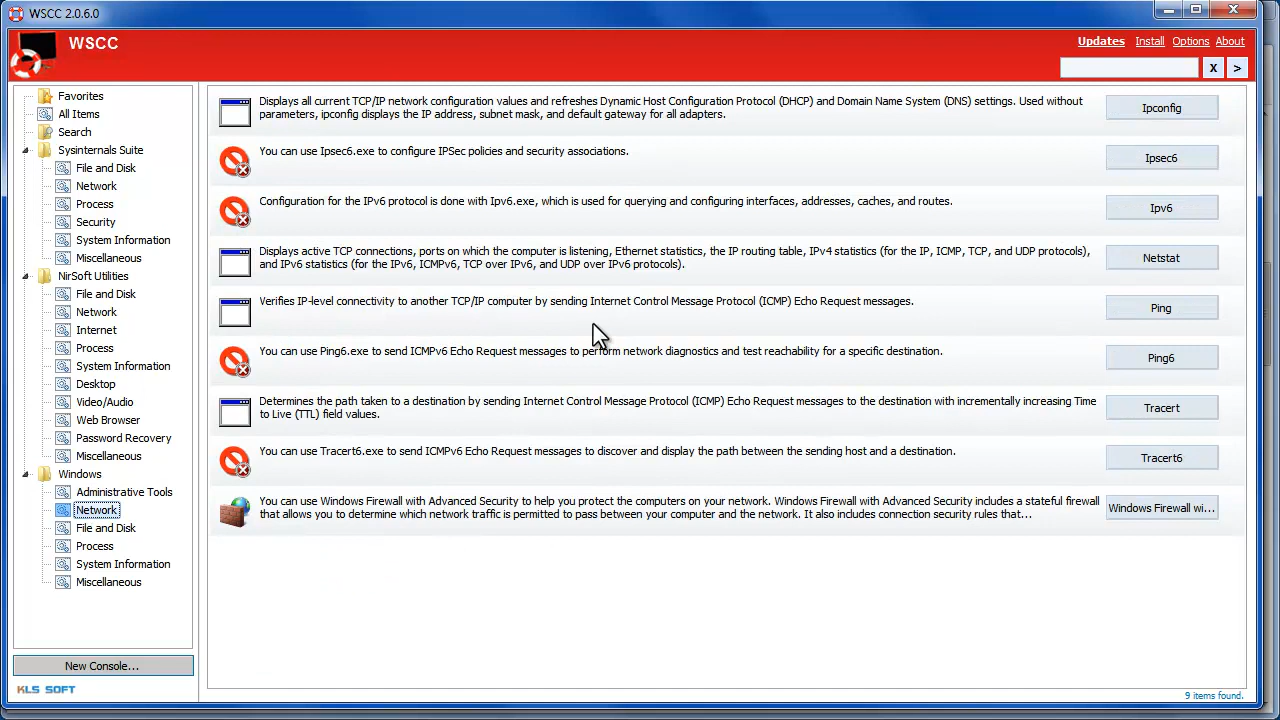 WSCC 2.0.6.0
WSCC
Updates Install Options About
X >
Favorites
All Items
Search
Sysinternals Suite
File and Disk
Network
Process
Security
System Information
Miscellaneous
NirSoft Utilities
File and Disk
Network
Internet
Process
System Information
Desktop
Video/Audio
Web Browser
Password Recovery
Miscellaneous
Windows
Administrative Tools
Network
File and Disk
Process
System Information
Miscellaneous
New Console...
KLS SOFT
Displays all current TCP/IP network configuration values and refreshes Dynamic Host Configuration Protocol (DHCP) and Domain Name System (DNS) settings. Used without
parameters, ipconfig displays the IP address, subnet mask, and default gateway for all adapters.
Ipconfig
You can use Ipsec6.exe to configure IPSec policies and security associations.
Ipsec6
Configuration for the IPv6 protocol is done with Ipv6.exe, which is used for querying and configuring interfaces, addresses, caches, and routes.
Ipv6
Displays active TCP connections, ports on which the computer is listening, Ethernet statistics, the IP routing table, IPv4 statistics (for the IP, ICMP, TCP, and UDP protocols),
and IPv6 statistics (for the IPv6, ICMPv6, TCP over IPv6, and UDP over IPv6 protocols).
Netstat
Verifies IP-level connectivity to another TCP/IP computer by sending Internet Control Message Protocol (ICMP) Echo Request messages.
Ping
You can use Ping6.exe to send ICMPv6 Echo Request messages to perform network diagnostics and test reachability for a specific destination.
Ping6
Determines the path taken to a destination by sending Internet Control Message Protocol (ICMP) Echo Request messages to the destination with incrementally increasing Time
to Live (TTL) field values.
Tracert
You can use Tracert6.exe to send ICMPv6 Echo Request messages to discover and display the path between the sending host and a destination.
Tracert6
You can use Windows Firewall with Advanced Security to help you protect the computers on your network. Windows Firewall with Advanced Security includes a stateful firewall
that allows you to determine which network traffic is permitted to pass between your computer and the network. It also includes connection security rules that...
Windows Firewall wi...
9 items found.